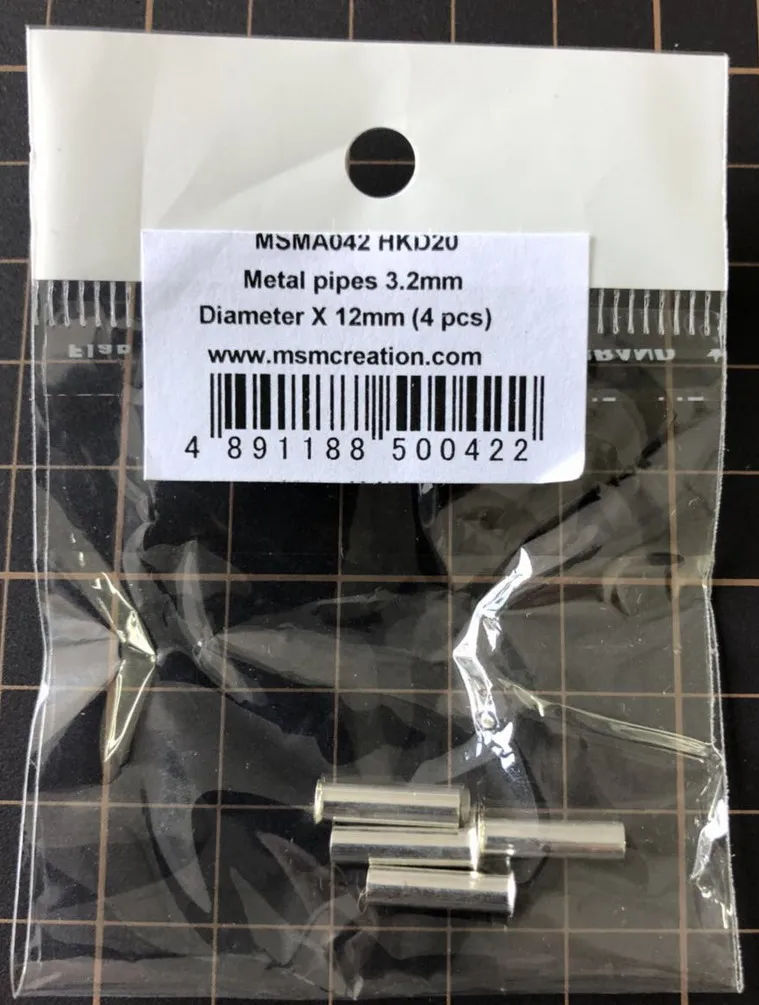 MSMA042 HKD20
Metal pipes 3.2mm
Diameter X 12mm (4 pcs)
www.msmcreation.com
4 891188 500422